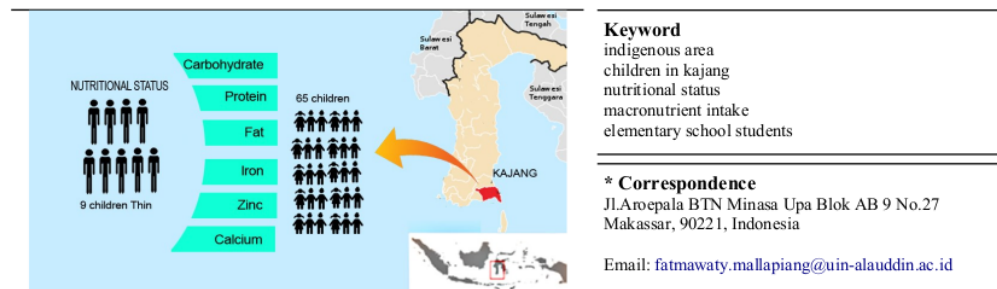 NUTRITIONAL STATUS
9 children Thin
Carbohydrate
Protein
Fat
Iron
Zinc
Calcium
65 children
Sulawesi
Barat
Sulawesi
Tengah
Sulawesi
Tenggara
KAJANG
Keyword
indigenous area
children in kajang
nutritional status
macronutrient intake
elementary school students
* Correspondence
Jl.Aroepala BTN Minasa Upa Blok AB 9 No.27
Makassar, 90221, Indonesia
Email: fatmawaty.mallapiang@uin-alauddin.ac.id